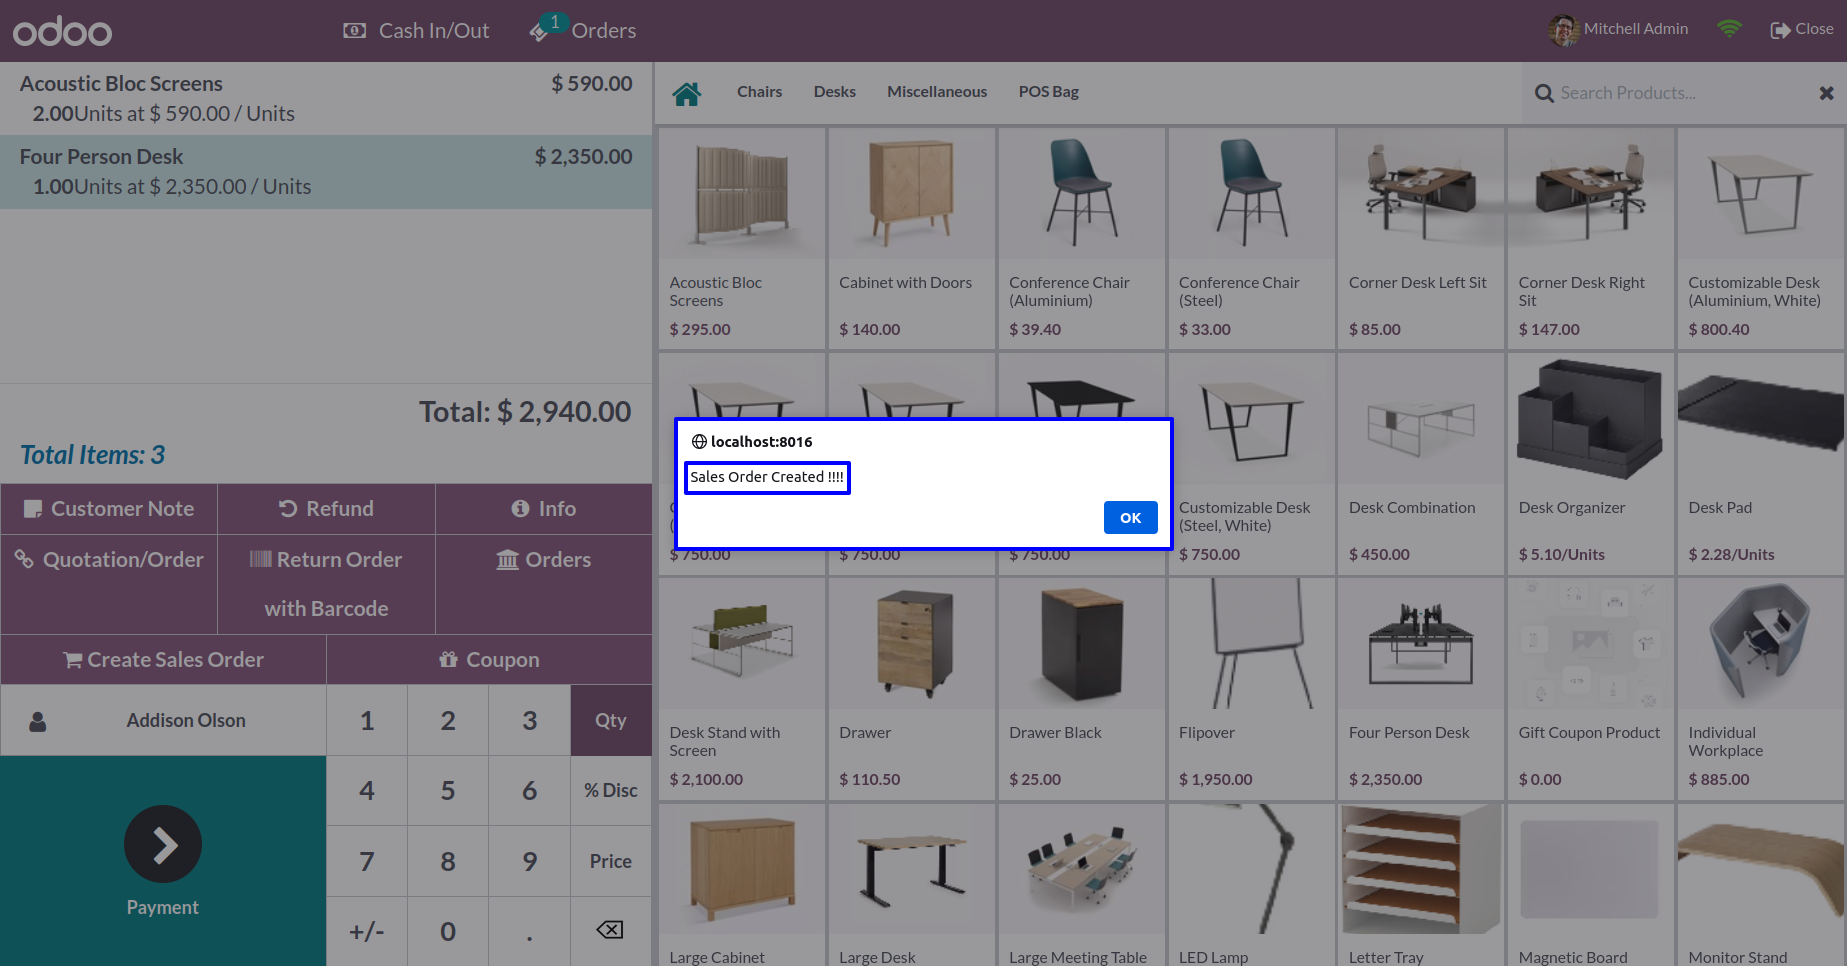 odoo
Cash In/Out
1
Orders
Mitchell Admin
Close
Acoustic Bloc Screens
$ 590.00
2.00Units at $ 590.00 / Units
Four Person Desk
$ 2,350.00
1.00Units at $ 2,350.00 / Units
Total: $ 2,940.00
Total Items: 3
Customer Note
Refund
Info
Quotation/Order
Return Order
with Barcode
Orders
Create Sales Order
Coupon
Addison Olson
1 2 3 Qty
4 5 6 % Disc
7 8 9 Price
+/- 0 .
Payment
Chairs
Desks
Miscellaneous
POS Bag
Search Products...
Acoustic Bloc
Screens
$ 295.00
Cabinet with Doors
$ 140.00
Conference Chair
(Aluminium)
$ 39.40
Conference Chair
(Steel)
$ 33.00
Corner Desk Left Sit
$ 85.00
Corner Desk Right
Sit
$ 147.00
Customizable Desk
(Aluminium, White)
$ 800.40
localhost:8016
Sales Order Created !!!!
OK
$ 750.00
$ 750.00
$ 750.00
Customizable Desk
(Steel, White)
$ 750.00
Desk Combination
$ 450.00
Desk Organizer
$ 5.10/Units
Desk Pad
$ 2.28/Units
Desk Stand with
Screen
$ 2,100.00
Drawer
$ 110.50
Drawer Black
$ 25.00
Flipover
$ 1,950.00
Four Person Desk
$ 2,350.00
Gift Coupon Product
$ 0.00
Individual
Workplace
$ 885.00
Large Cabinet
Large Desk
Large Meeting Table
LED Lamp
Letter Tray
Magnetic Board
Monitor Stand